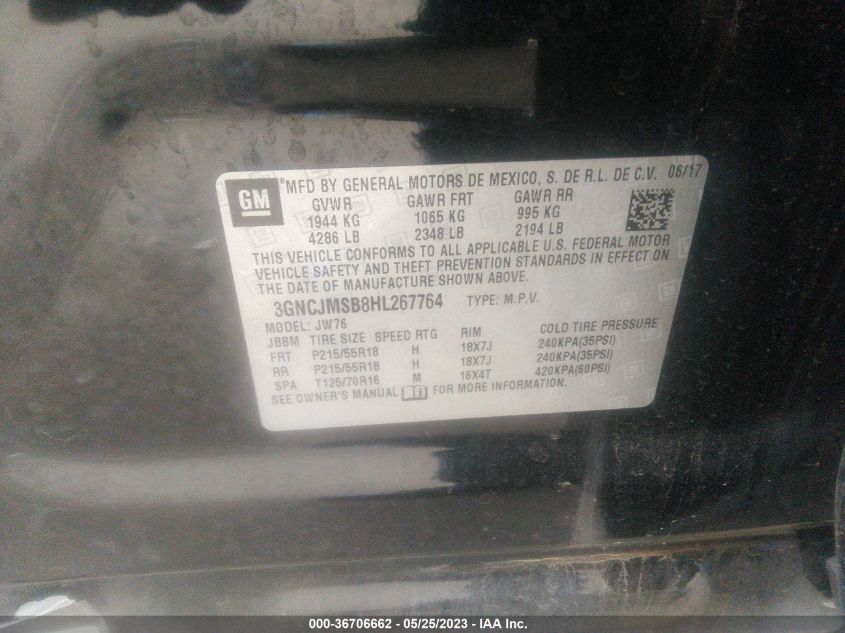 GM
*MFD BY GENERAL MOTORS DE MEXICO, S. DE R.L. DE C.V. 06/17
GVWR GAWR FRT GAWR RR
1944 KG 1065 KG 995 KG
4286 LB 2348 LB 2194 LB
THIS VEHICLE CONFORMS TO ALL APPLICABLE U.S. FEDERAL MOTOR
VEHICLE SAFETY AND THEFT PREVENTION STANDARDS IN EFFECT ON
THE DATE OF MANUFACTURE SHOWN ABOVE.
3GNCJMSB8HL267764 TYPE: M.P.V.
MODEL: JW76
JBBM TIRE SIZE SPEED RTG RIM COLD TIRE PRESSURE
FRT P215/55R18 H 18X7J 240KPA(35PSI)
RR P215/55R18 H 18X7J 240KPA(35PSI)
SPA T125/70R16 M 16X4T 420KPA(60PSI)
SEE OWNER'S MANUAL FOR MORE INFORMATION.
000-36706662 - 05/25/2023 - IAA Inc.